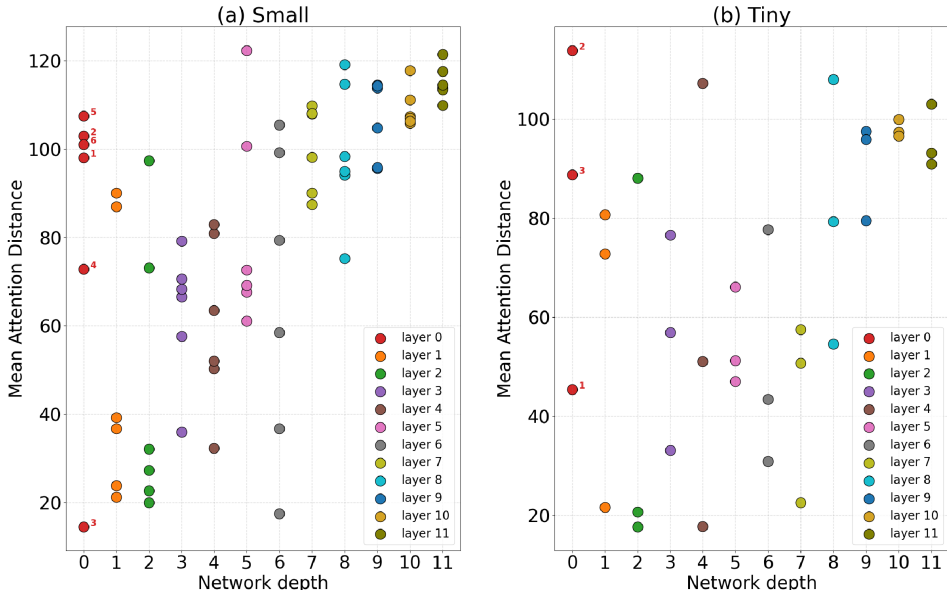 (a) Small
Mean Attention Distance
120
100
80
60
40
20
5
2
6
1
4
3
layer 0
layer 1
layer 2
layer 3
layer 4
layer 5
layer 6
layer 7
layer 8
layer 9
layer 10
layer 11
0 1 2 3 4 5 6 7 8 9 10 11
Network depth
(b) Tiny
Mean Attention Distance
100
80
60
40
20
2
3
1
layer 0
layer 1
layer 2
layer 3
layer 4
layer 5
layer 6
layer 7
layer 8
layer 9
layer 10
layer 11
0 1 2 3 4 5 6 7 8 9 10 11
Network depth